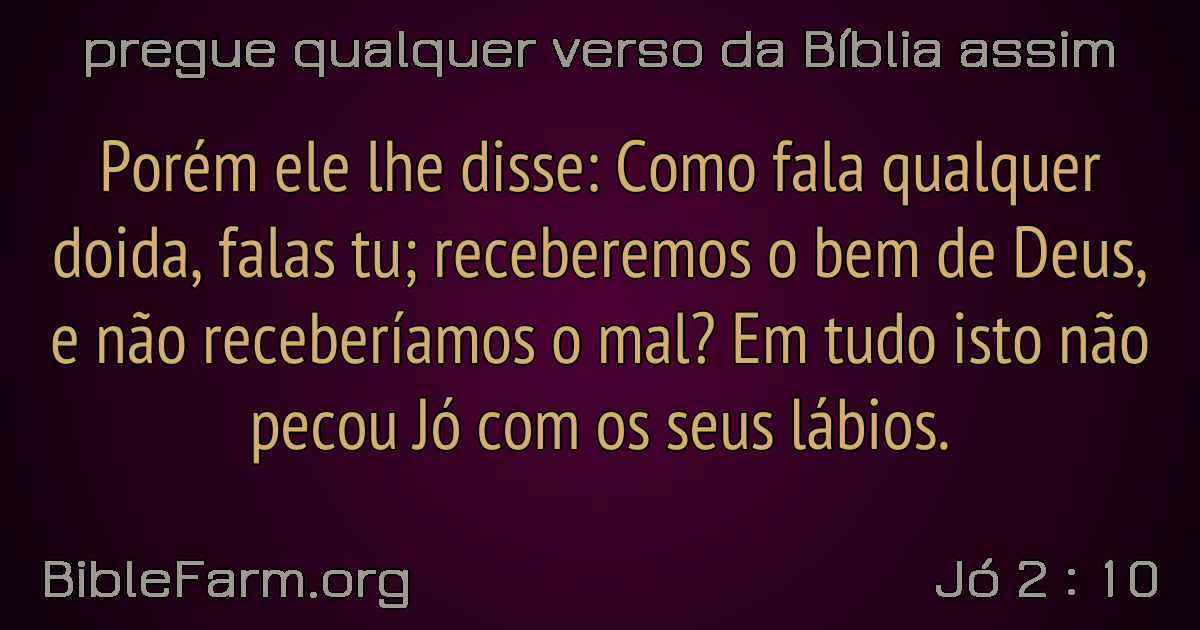 pregue qualquer verso da Bíblia assim
Porém ele lhe disse: Como fala qualquer
doida, falas tu; receberemos o bem de Deus,
e não receberíamos o mal? Em tudo isto não
pecou Jó com os seus lábios.
BibleFarm.org
Jó 2 : 10